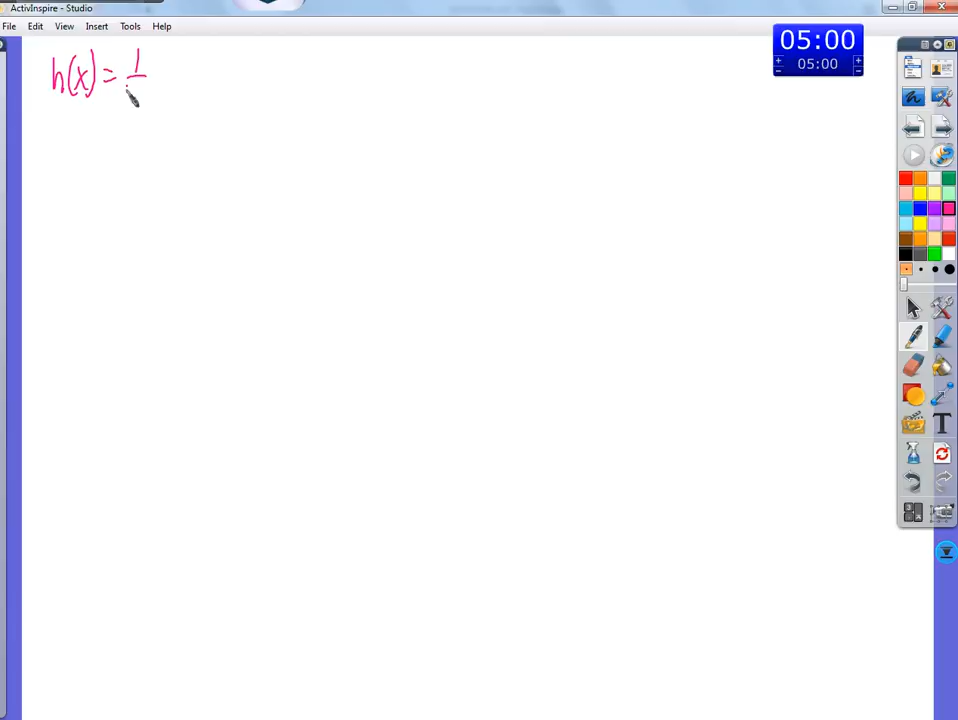 ActivInspire - Studio
File Edit View Insert Tools Help
05:00
05:00
h(x) = 1